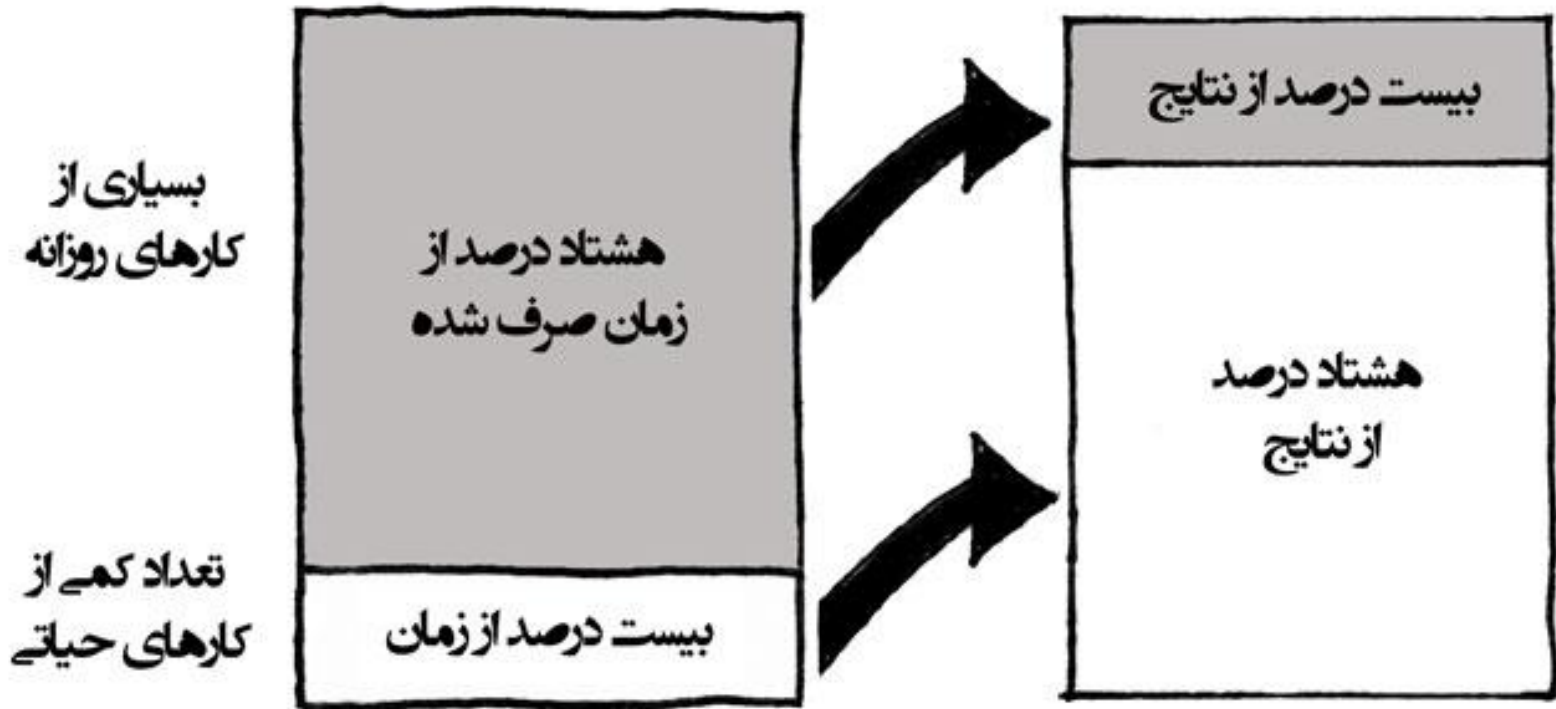 بیست درصد از نتایج
بسیاری از
کارهای روزانه
هشتاد درصد از
زمان صرف شده
هشتاد درصد
از نتایج
تعداد کمی از
کارهای حیاتی
بیست درصد از زمان